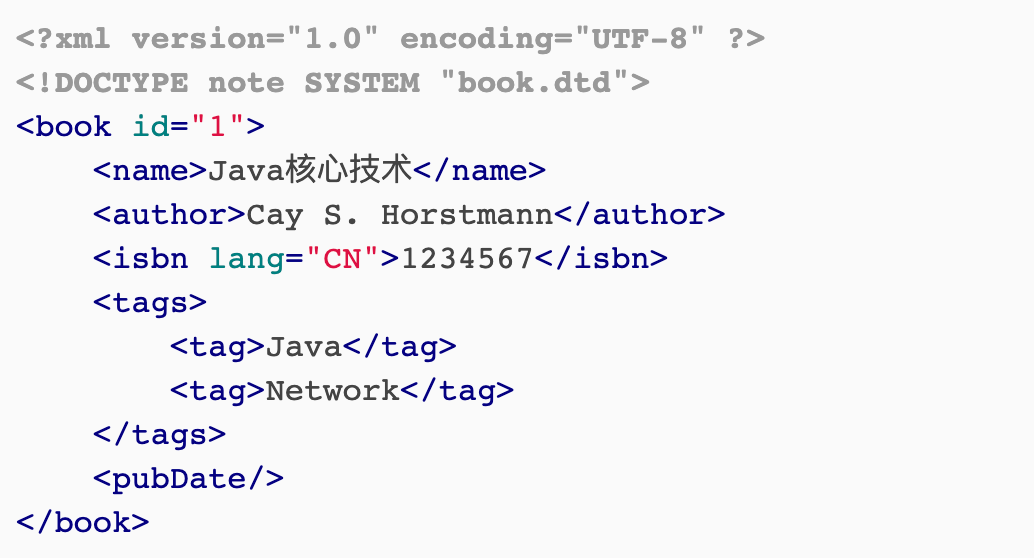 <?xml version="1.0" encoding="UTF-8" ?>
<!DOCTYPE note SYSTEM "book.dtd">
<book id="1">
    <name>Java核心技术</name>
    <author>Cay S. Horstmann</author>
    <isbn lang="CN">1234567</isbn>
    <tags>
        <tag>Java</tag>
        <tag>Network</tag>
    </tags>
    <pubDate/>
</book>